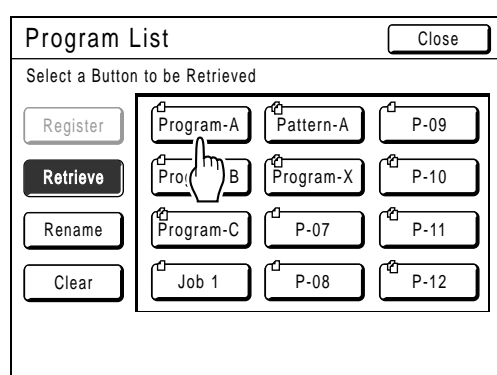 Program List
Close
Select a Button to be Retrieved
Register
Program-A
Pattern-A
P-09
Retrieve
B
Program-X
P-10
Rename
Program-C
P-07
P-11
Clear
Job 1
P-08
P-12